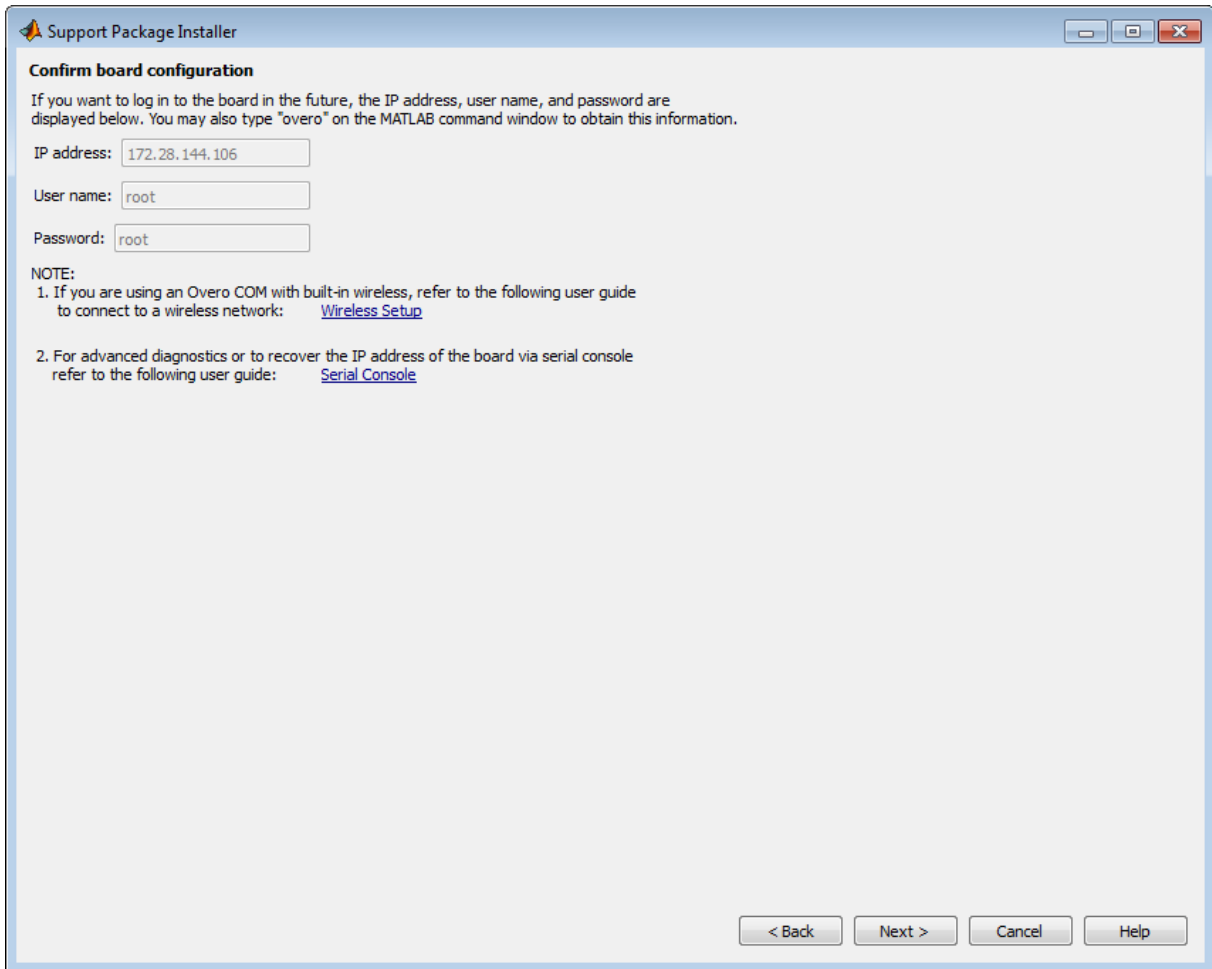 Support Package Installer
Confirm board configuration
If you want to log in to the board in the future, the IP address, user name, and password are
displayed below. You may also type "overo" on the MATLAB command window to obtain this information.
IP address: 172.28.144.106
User name: root
Password: root
NOTE:
1. If you are using an Overo COM with built-in wireless, refer to the following user guide
to connect to a wireless network: Wireless Setup
2. For advanced diagnostics or to recover the IP address of the board via serial console
refer to the following user guide: Serial Console
< Back Next > Cancel Help